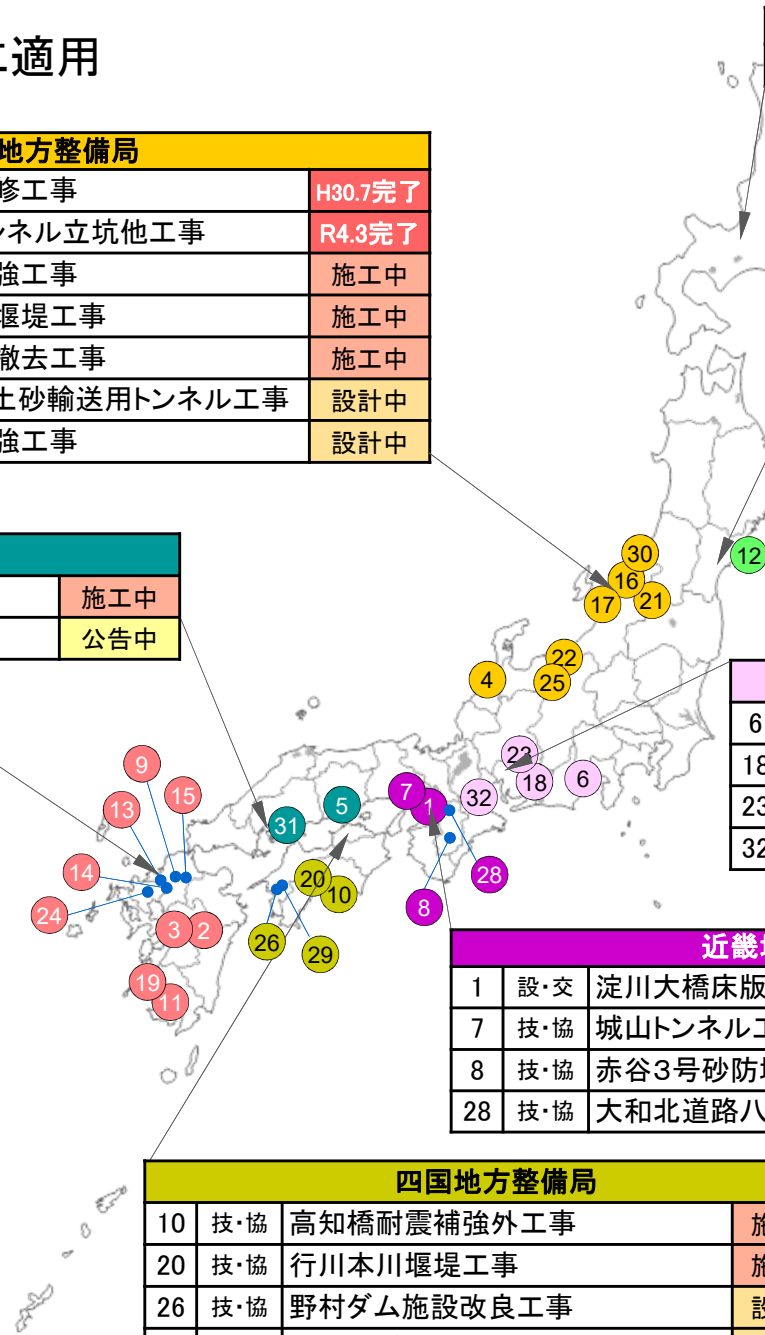 に適用
地方整備局
修工事 H30.7完了
ンネル立坑他工事 R4.3完了
強工事 施工中
堰堤工事 施工中
撤去工事 施工中
土砂輸送用トンネル工事 設計中
強工事 設計中
施工中
公告中
30
16
12
17
21
22
4
25
23
18
6
32
7
1
5
31
9
13
15
14
24
3
2
19
11
20
10
26
29
28
8
6
18
23
32
近畿地
1 設・交 淀川大橋床版
7 技・協 城山トンネル工
8 技・協 赤谷3号砂防堰
28 技・協 大和北道路八
四国地方整備局
10 技・協 高知橋耐震補強外工事 施
20 技・協 行川本川堰堤工事 施
26 技・協 野村ダム施設改良工事 設